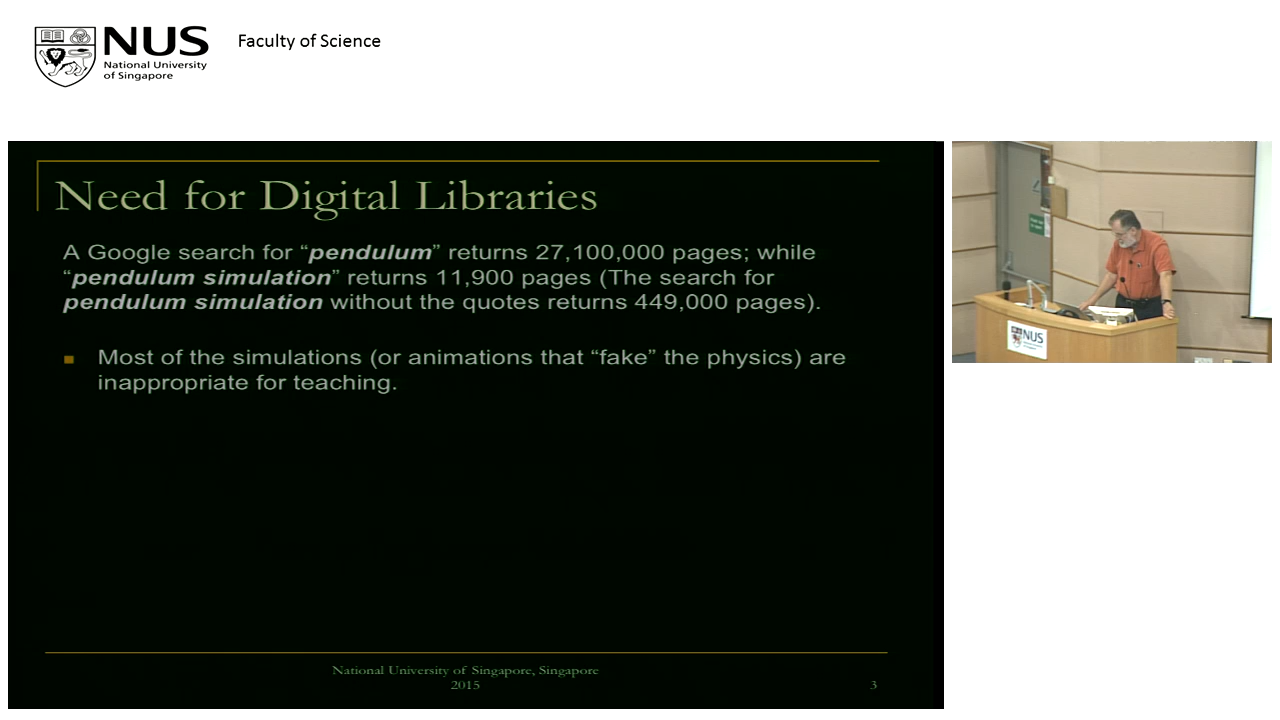 NUS
National University
of Singapore
Faculty of Science
Need for Digital Libraries
A Google search for “pendulum” returns 27,100,000 pages; while
“pendulum simulation” returns 11,900 pages (The search for
pendulum simulation without the quotes returns 449,000 pages).
Most of the simulations (or animations that “fake” the physics) are
inappropriate for teaching.
National University of Singapore, Singapore
2015
3
NUS